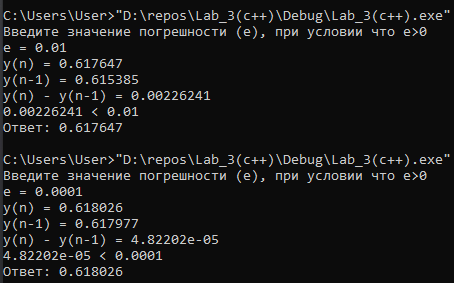 C:\Users\User>"D:\repos\Lab_3(c++)\Debug\Lab_3(c++).exe"
Введите значение погрешности (e), при условии что e>0
e = 0.01
y(n) = 0.617647
y(n-1) = 0.615385
y(n) - y(n-1) = 0.00226241
0.00226241 < 0.01
Ответ: 0.617647
C:\Users\User>"D:\repos\Lab_3(c++)\Debug\Lab_3(c++).exe"
Введите значение погрешности (e), при условии что e>0
e = 0.0001
y(n) = 0.618026
y(n-1) = 0.617977
y(n) - y(n-1) = 4.82202e-05
4.82202e-05 < 0.0001
Ответ: 0.618026